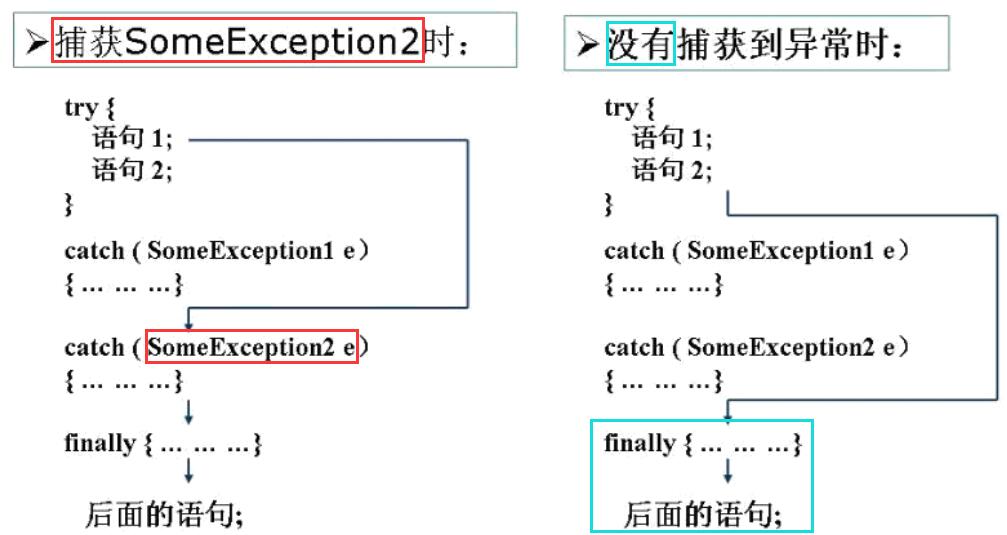 ➢捕获SomeException2时：
try {
语句 1;
语句 2;
}
catch ( SomeException1 e）
{ … … …}
catch ( SomeException2 e）
{ … … …}
finally { … … …}
后面的语句;
➢没有捕获到异常时：
try {
语句 1;
语句 2;
}
catch ( SomeException1 e）
{ … … …}
catch ( SomeException2 e）
{ … … …}
finally { … … …}
后面的语句;